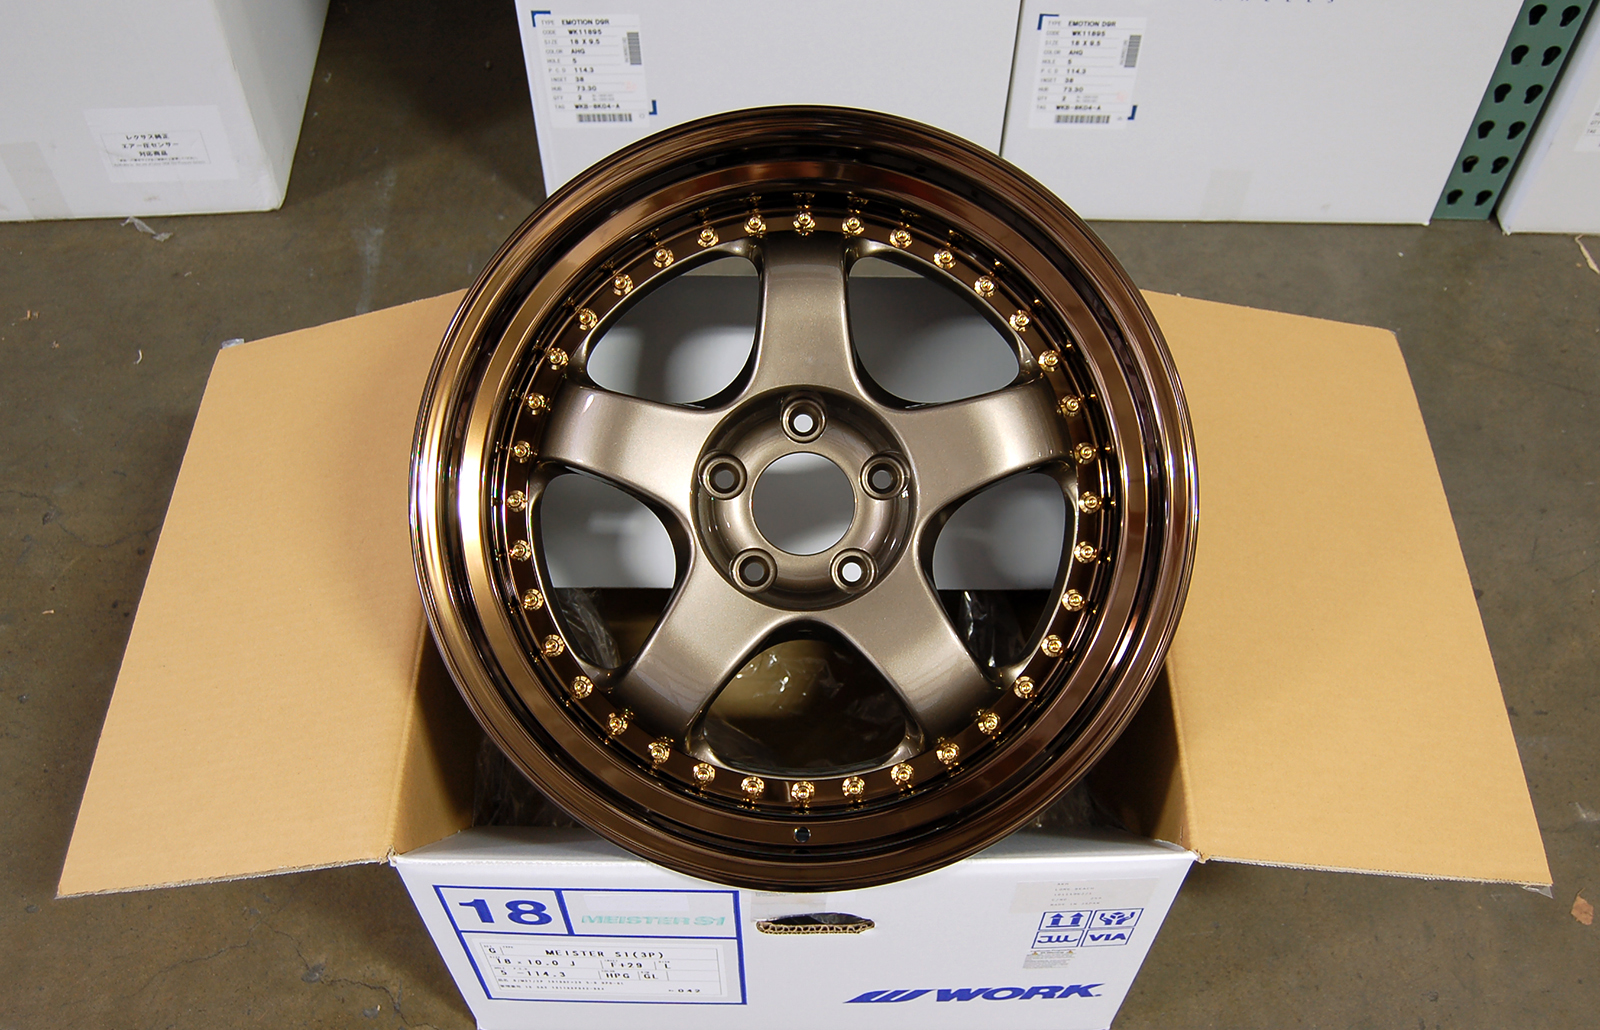 TYPE EMOTION D9R
CODE WK11895
SIZE 18 X 9.5
COLOR AHG
HOLE 5
P.C.D 114.3
INSET 38
HUB 73.30
QTY 2
TAG WKB-8K04-A
TYPE EMOTION D9R
CODE WK11895
SIZE 18 X 9.5
COLOR AHG
HOLE 5
P.C.D 114.3
INSET 38
HUB 73.30
QTY 2
TAG WKB-8K04-A
レクサス純正
エアー圧センサー
対応商品
18 MEISTER S1
G MEISTER S1(3P)
18 - 10.0 J F+29 L
5 -114.3 HPG GL
042
JWL VIA
WORK